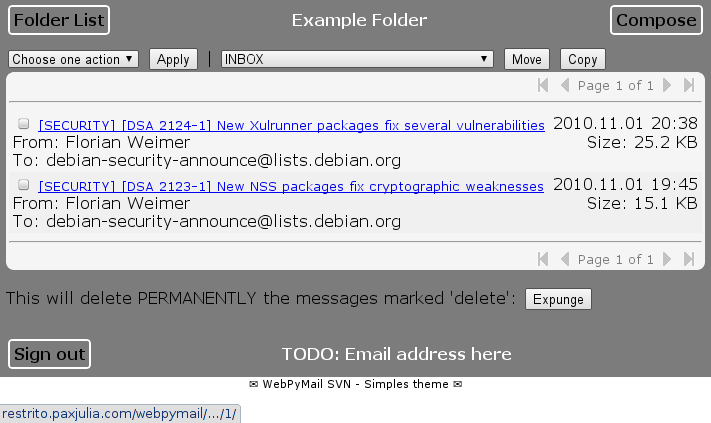 Folder List Example Folder Compose
Choose one action Apply | INBOX Move Copy
Page 1 of 1
[SECURITY] [DSA 2124-1] New Xulrunner packages fix several vulnerabilities 2010.11.01 20:38
From: Florian Weimer Size: 25.2 KB
To: debian-security-announce@lists.debian.org
[SECURITY] [DSA 2123-1] New NSS packages fix cryptographic weaknesses 2010.11.01 19:45
From: Florian Weimer Size: 15.1 KB
To: debian-security-announce@lists.debian.org
Page 1 of 1
This will delete PERMANENTLY the messages marked 'delete': Expunge
Sign out TODO: Email address here
✉ WebPyMail SVN - Simples theme ✉
restrito.paxjulia.com/webpymail/.../1/